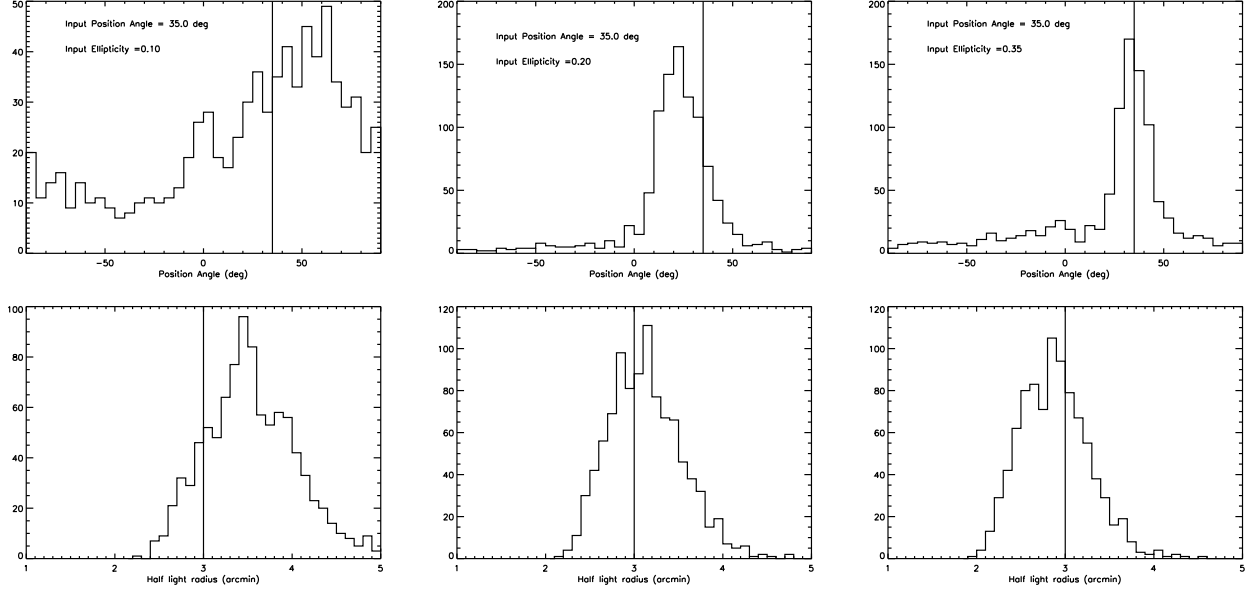 50
40
30
20
10
0
Input Position Angle = 35.0 deg
Input Ellipticity =0.10
−50 0 50
Position Angle (deg)
200
150
100
50
0
Input Position Angle = 35.0 deg
Input Ellipticity =0.20
−50 0 50
Position Angle (deg)
200
150
100
50
0
Input Position Angle = 35.0 deg
Input Ellipticity =0.35
−50 0 50
Position Angle (deg)
100
80
60
40
20
0
1 2 3 4 5
Half light radius (arcmin)
120
100
80
60
40
20
0
1 2 3 4 5
Half light radius (arcmin)
120
100
80
60
40
20
0
1 2 3 4 5
Half light radius (arcmin)